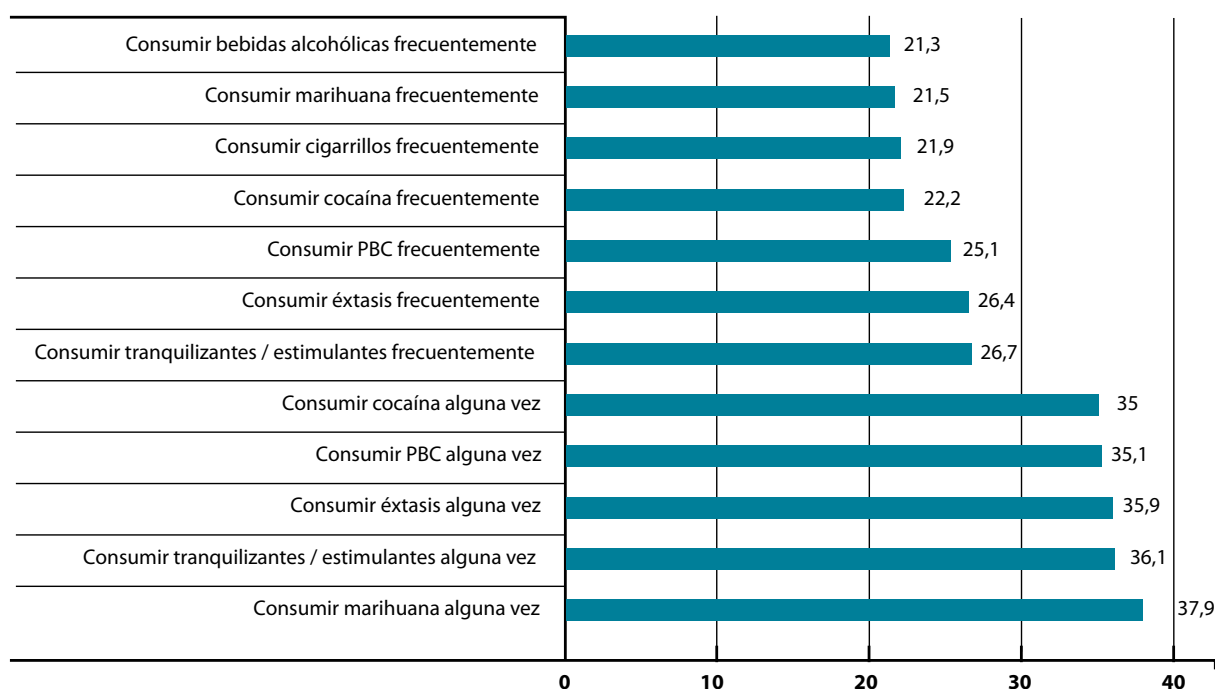 Consumir bebidas alcohólicas frecuentemente 21,3
Consumir marihuana frecuentemente 21,5
Consumir cigarrillos frecuentemente 21,9
Consumir cocaína frecuentemente 22,2
Consumir PBC frecuentemente 25,1
Consumir éxtasis frecuentemente 26,4
Consumir tranquilizantes / estimulantes frecuentemente 26,7
Consumir cocaína alguna vez 35
Consumir PBC alguna vez 35,1
Consumir éxtasis alguna vez 35,9
Consumir tranquilizantes / estimulantes alguna vez 36,1
Consumir marihuana alguna vez 37,9
0 10 20 30 40